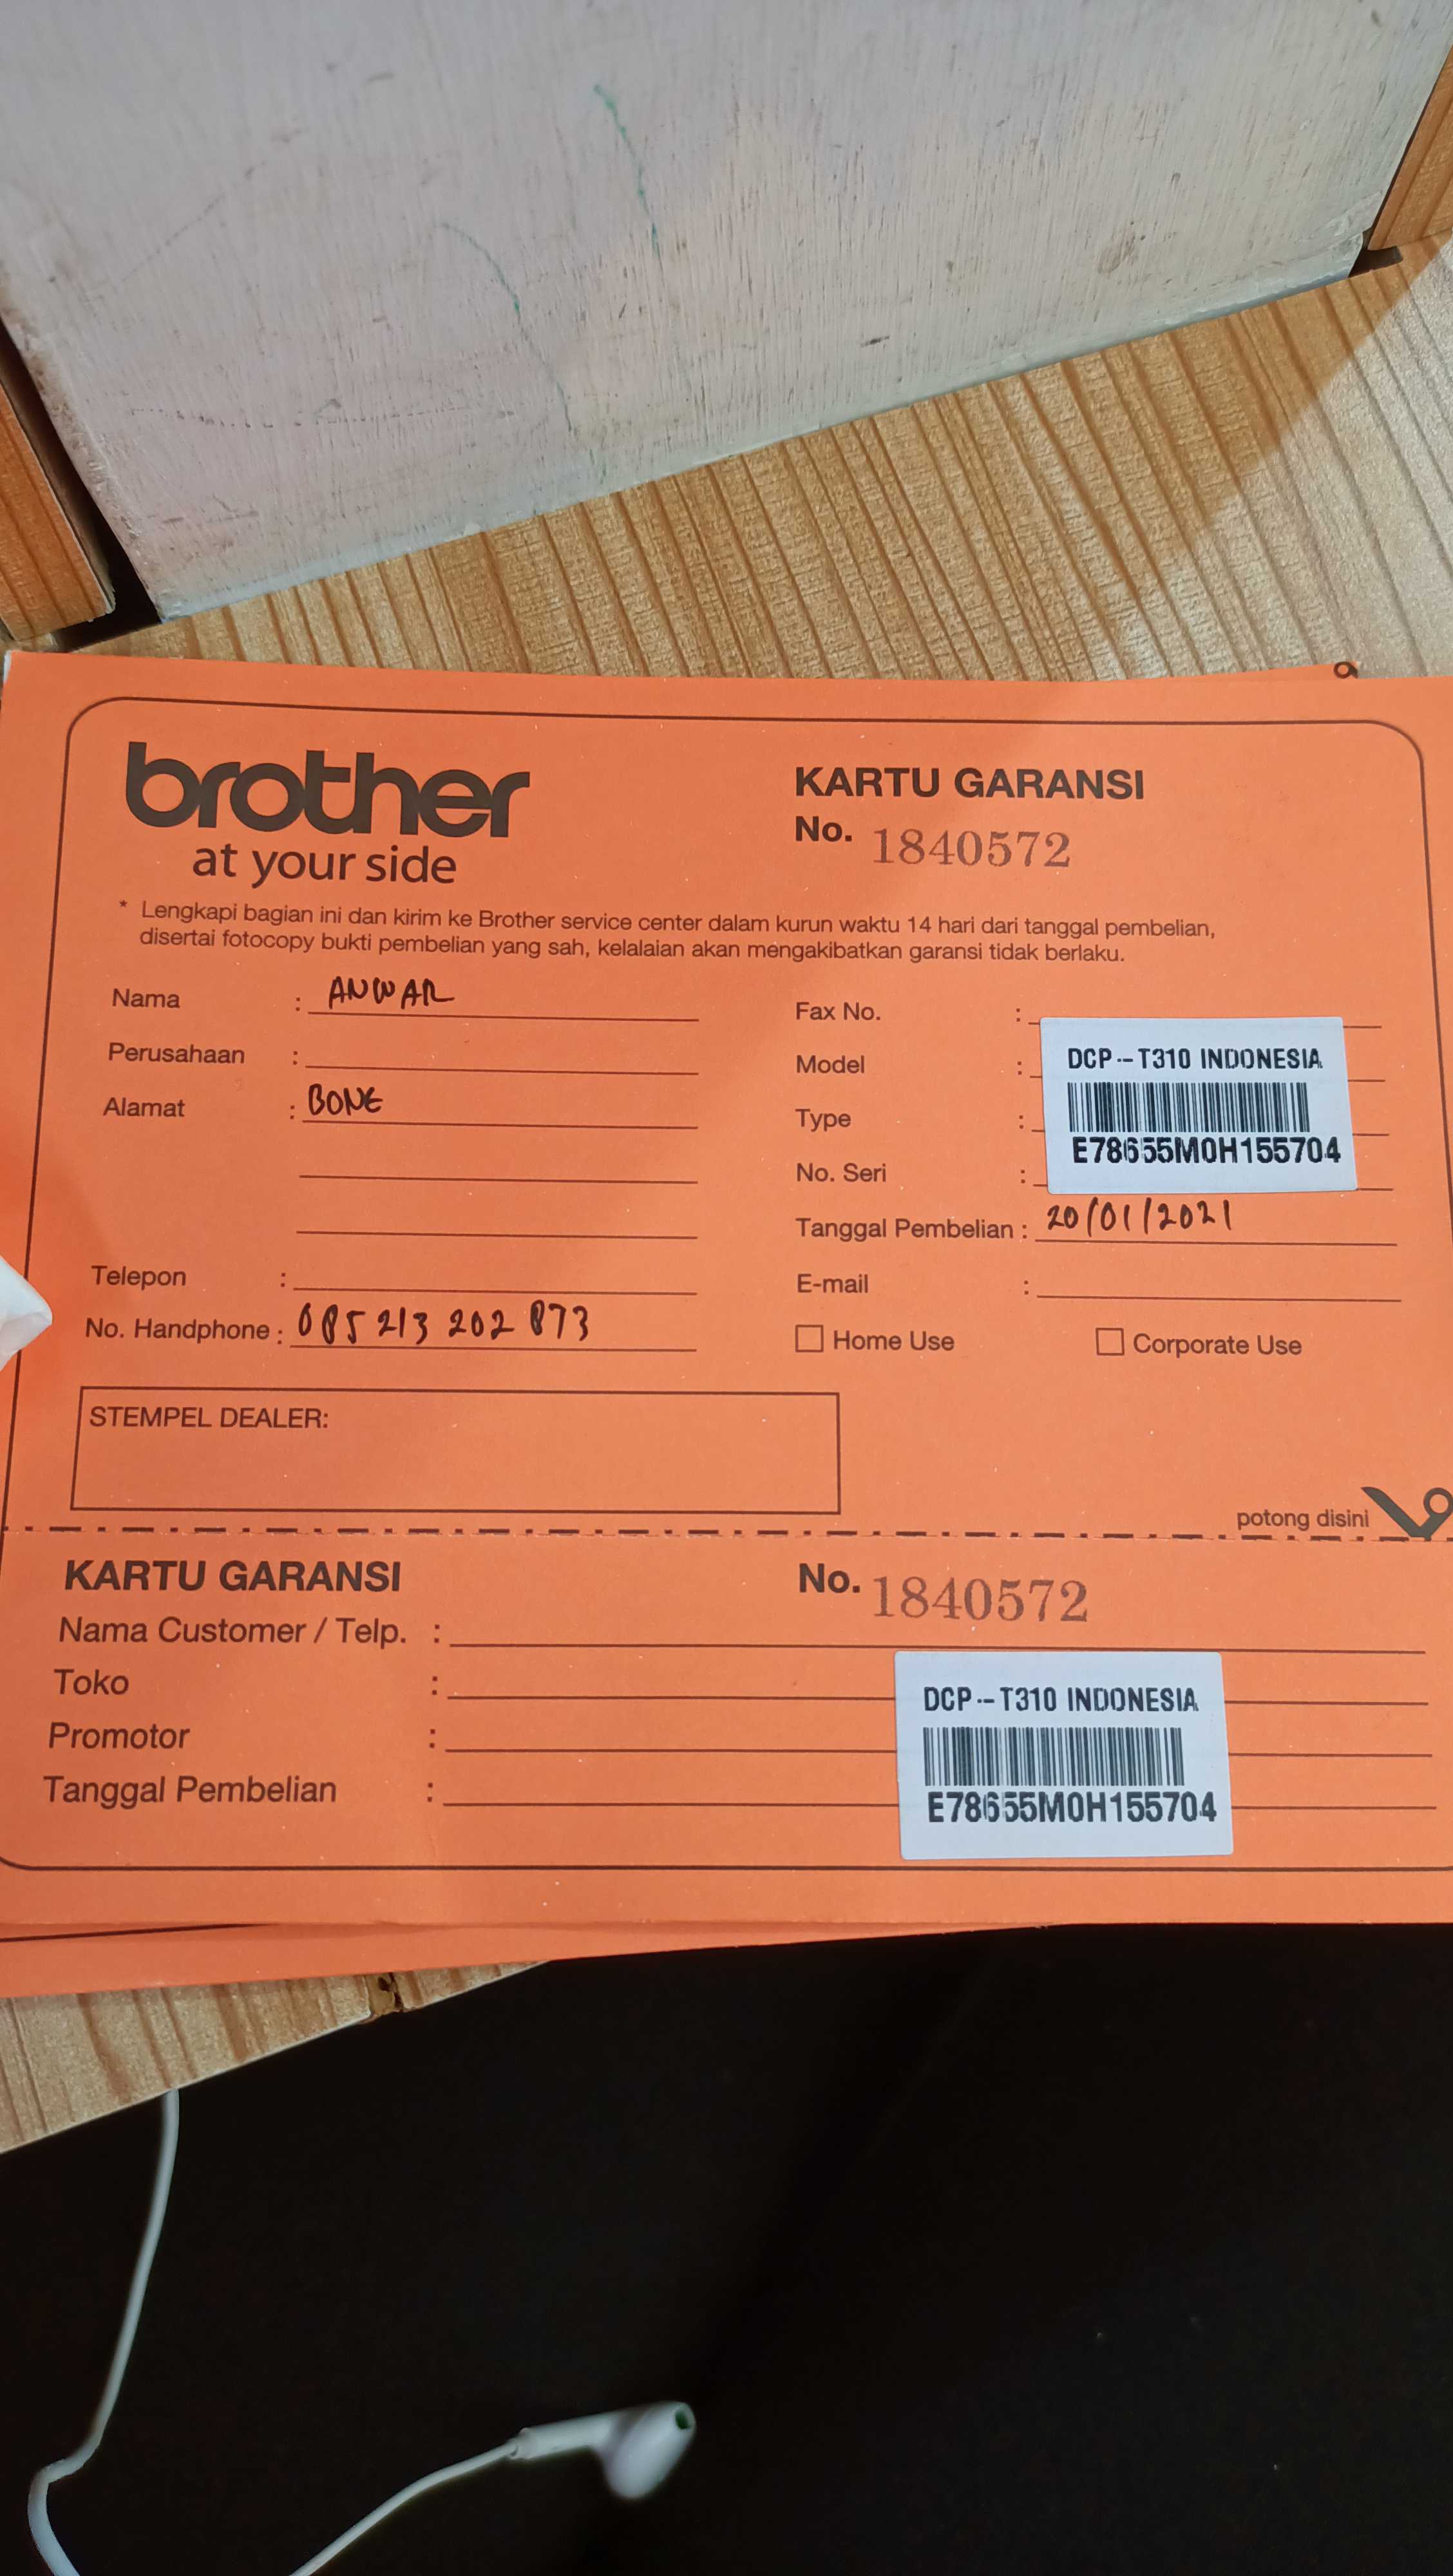 brother
at your side
KARTU GARANSI
No. 1840572
* Lengkapi bagian ini dan kirim ke Brother service center dalam kurun waktu 14 hari dari tanggal pembelian,
disertai fotocopy bukti pembelian yang sah, kelalaian akan mengakibatkan garansi tidak berlaku.
Nama : ANWAR
Perusahaan :
Alamat : BONE
Telepon :
No. Handphone : 085 213 202 873
Fax No. :
Model :
Type :
No. Seri :
DCP-T310 INDONESIA
E78655M0H155704
Tanggal Pembelian : 20/01/2021
E-mail :
Home Use
Corporate Use
STEMPEL DEALER:
potong disini
KARTU GARANSI
No. 1840572
Nama Customer / Telp. :
Toko :
Promotor :
Tanggal Pembelian :
DCP-T310 INDONESIA
E78655M0H155704